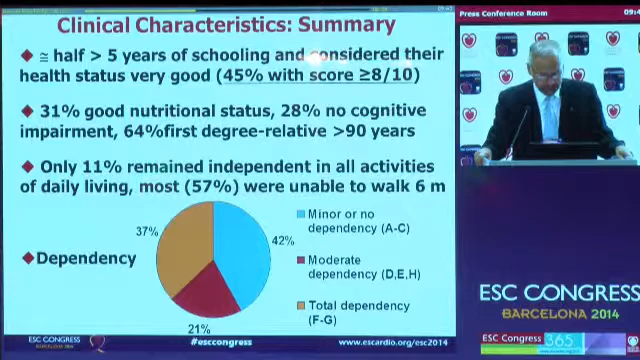 Clinical Characteristics: Summary
≅ half > 5 years of schooling and considered their
health status very good (45% with score ≥8/10)
31% good nutritional status, 28% no cognitive
impairment, 64%first degree-relative >90 years
Only 11% remained independent in all activities
of daily living, most (57%) were unable to walk 6 m
Dependency
37%
42%
21%
Minor or no
dependency (A-C)
Moderate
dependency (D,E,H)
Total dependency
(F-G)
ESC CONGRESS
#esccongress
www.escardio.org/esc2014
Press Conference Room
ESC CONGRESS
BARCELONA 2014
ESC Congress
365